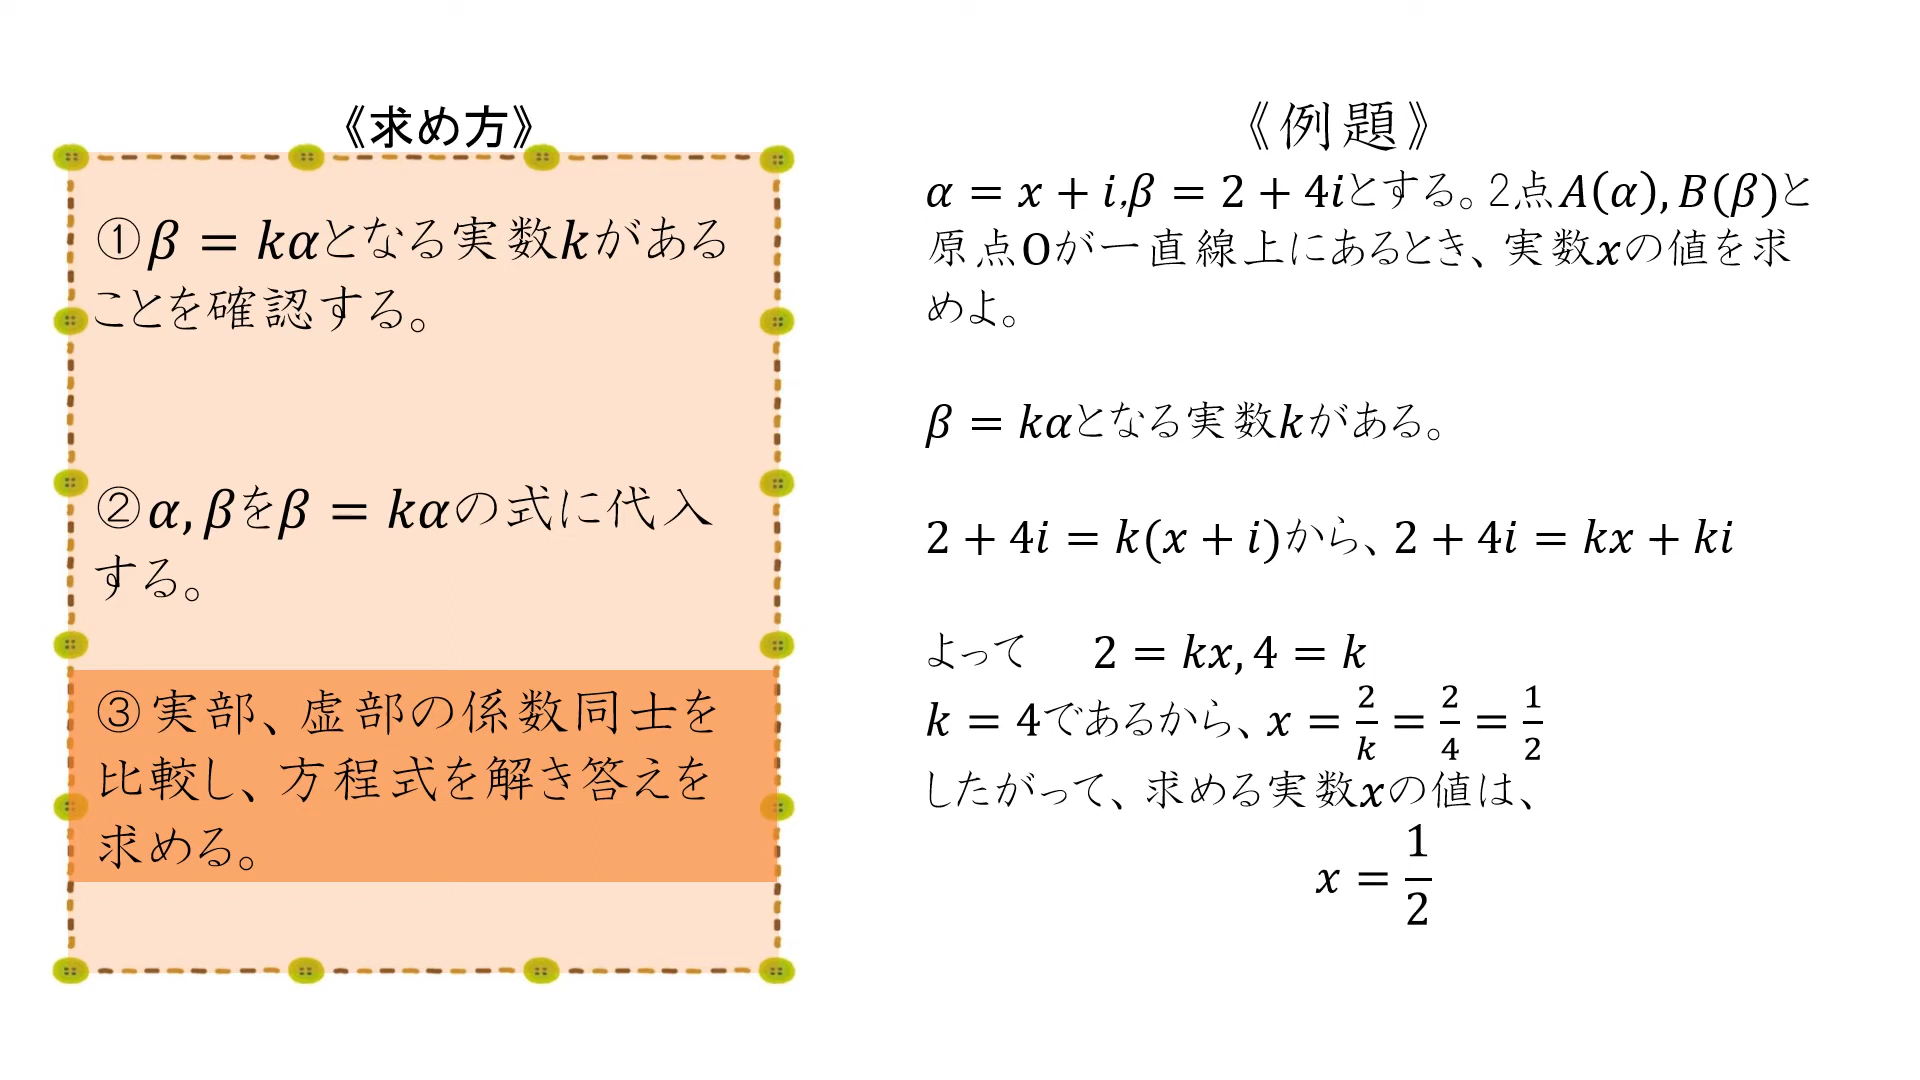 《求め方》
①β = kαとなる実数kがある
ことを確認する。
②α, βをβ = kαの式に代入
する。
③実部、虚部の係数同士を
比較し、方程式を解き答えを
求める。
《例題》
α = x + i,β = 2 + 4iとする。2点A(α), B(β)と
原点Oが一直線上にあるとき、実数xの値を求
めよ。
β = kαとなる実数kがある。
2 + 4i = k(x + i)から、2 + 4i = kx + ki
よって 2 = kx, 4 = k
k = 4であるから、x = 2/k = 2/4 = 1/2
したがって、求める実数xの値は、
x = 1/2